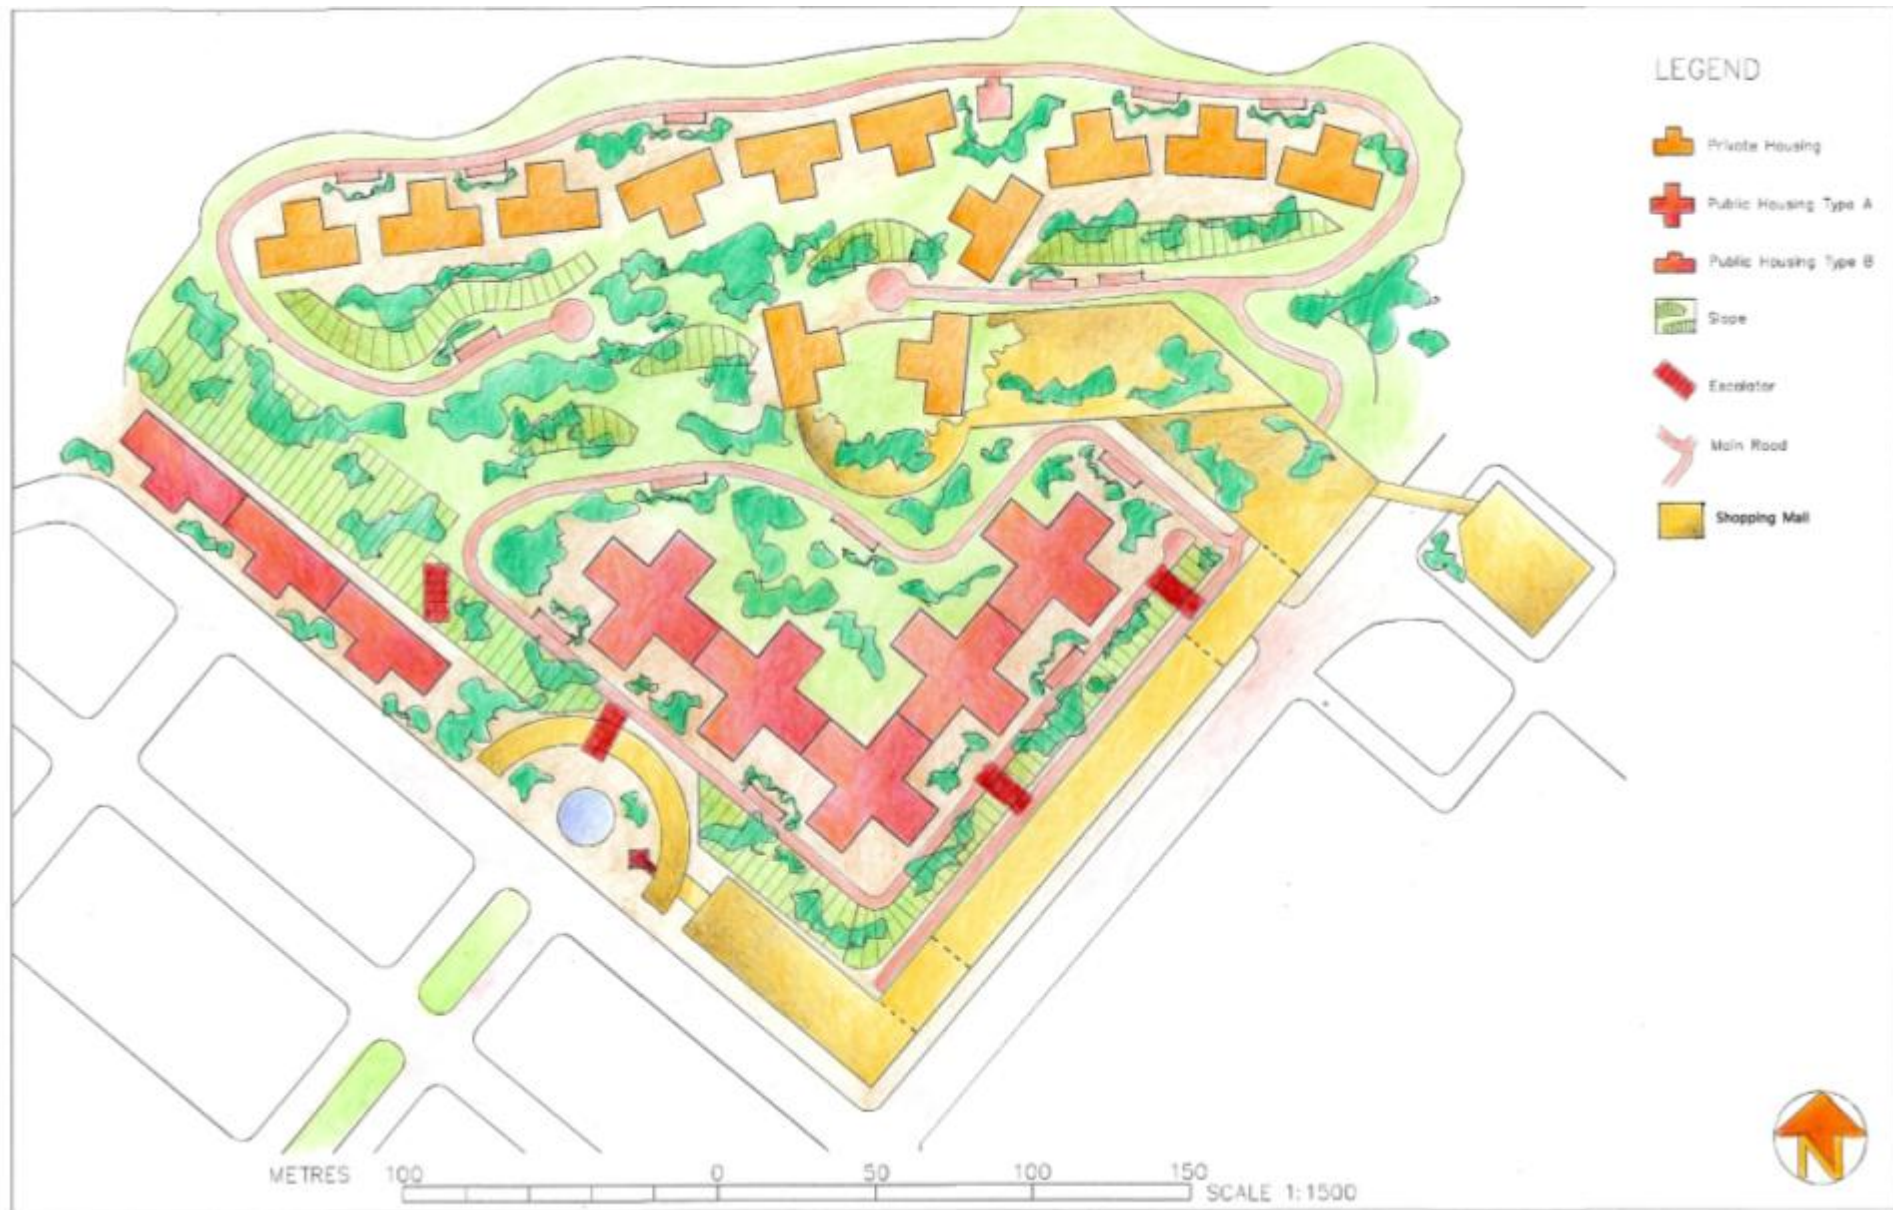 LEGEND
Private Housing
Public Housing Type A
Public Housing Type B
Slope
Escalator
Main Road
Shopping Mall
N
METRES 100 0 50 100 150 SCALE 1:1500